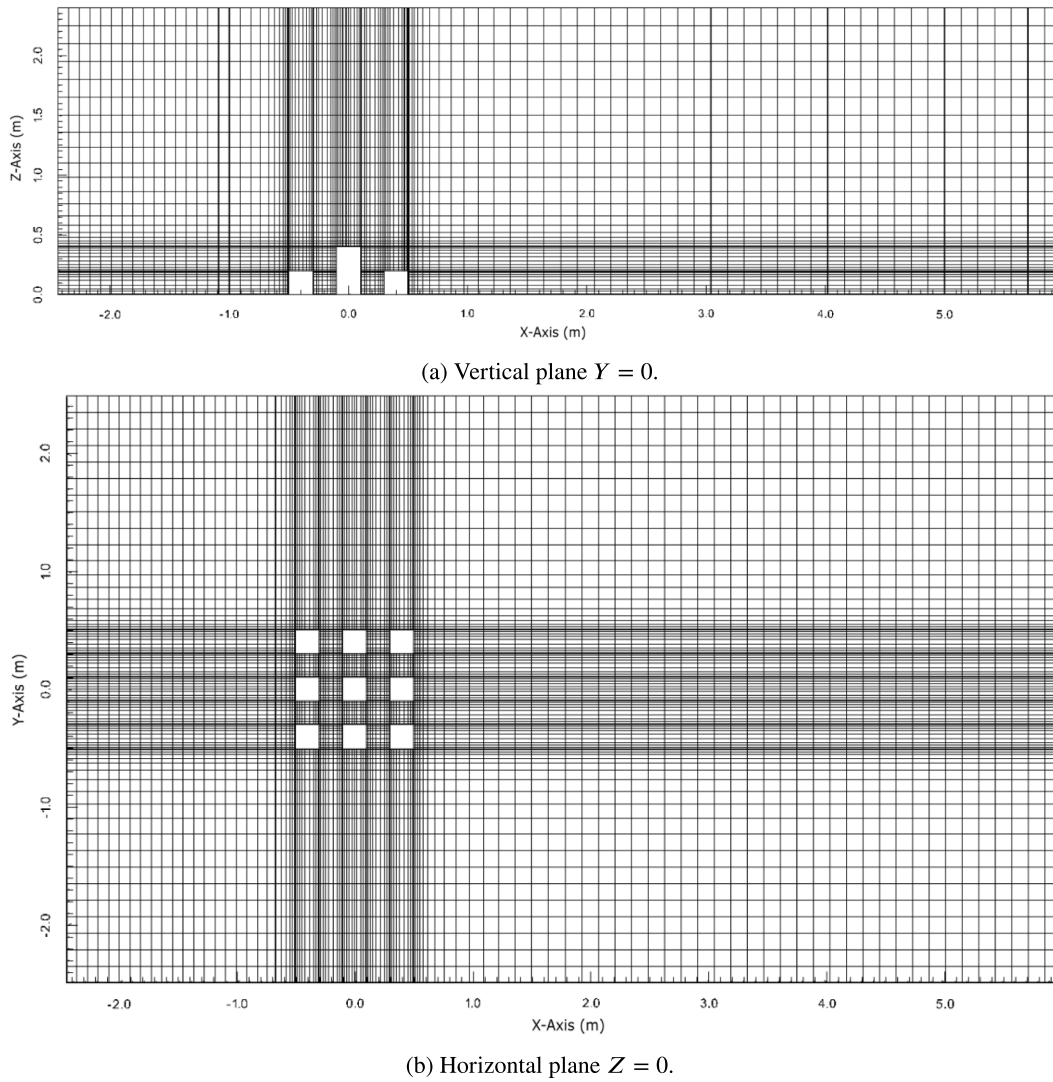 2.0
1.5
1.0
0.5
0.0
Z-Axis (m)
-2.0 -1.0 0.0 1.0 2.0 3.0 4.0 5.0
X-Axis (m)
(a) Vertical plane Y = 0.
2.0
1.0
0.0
-1.0
-2.0
Y-Axis (m)
-2.0 -1.0 0.0 1.0 2.0 3.0 4.0 5.0
X-Axis (m)
(b) Horizontal plane Z = 0.